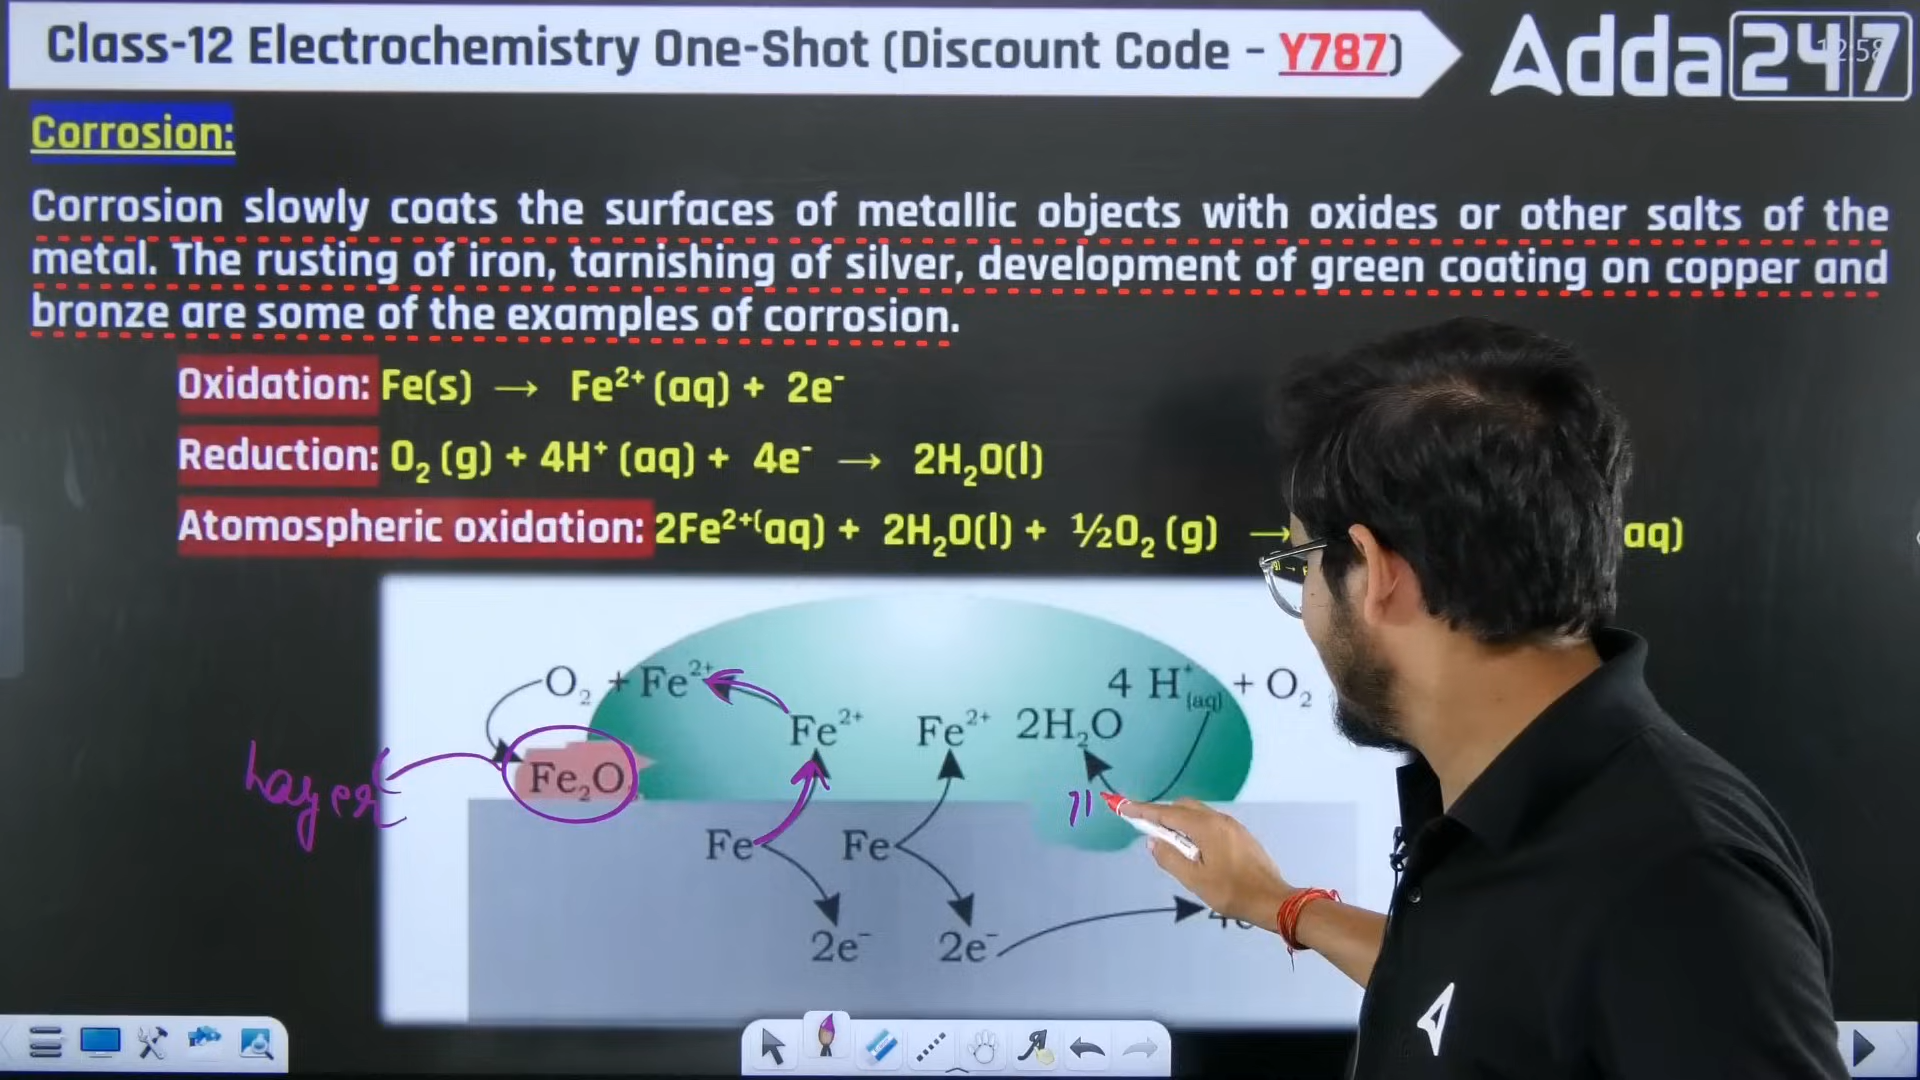 Class-12 Electrochemistry One-Shot (Discount Code - Y787)
Adda247
12:58
Corrosion:
Corrosion slowly coats the surfaces of metallic objects with oxides or other salts of the
metal. The rusting of iron, tarnishing of silver, development of green coating on copper and
bronze are some of the examples of corrosion.
Oxidation: Fe(s) → Fe²⁺ (aq) + 2e⁻
Reduction: O₂ (g) + 4H⁺ (aq) + 4e⁻ → 2H₂O(l)
Atomospheric oxidation: 2Fe²⁺⁽aq) + 2H₂O(l) + ½O₂ (g) → aq)
O₂ + Fe²⁺
4 H⁺(aq) + O₂
Fe²⁺ Fe²⁺ 2H₂O
Layer
Fe₂O
Fe Fe
2e⁻ 2e⁻